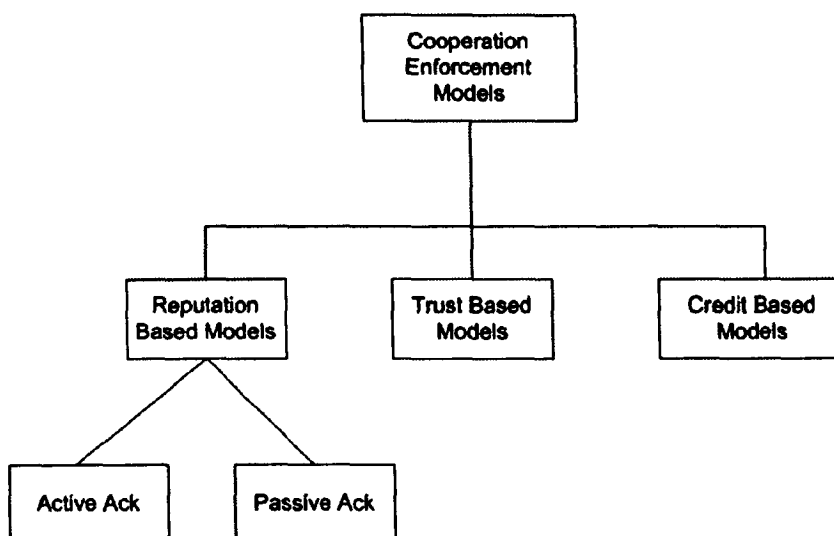 Cooperation
Enforcement
Models
Reputation
Based Models
Trust Based
Models
Credit Based
Models
Active Ack
Passive Ack